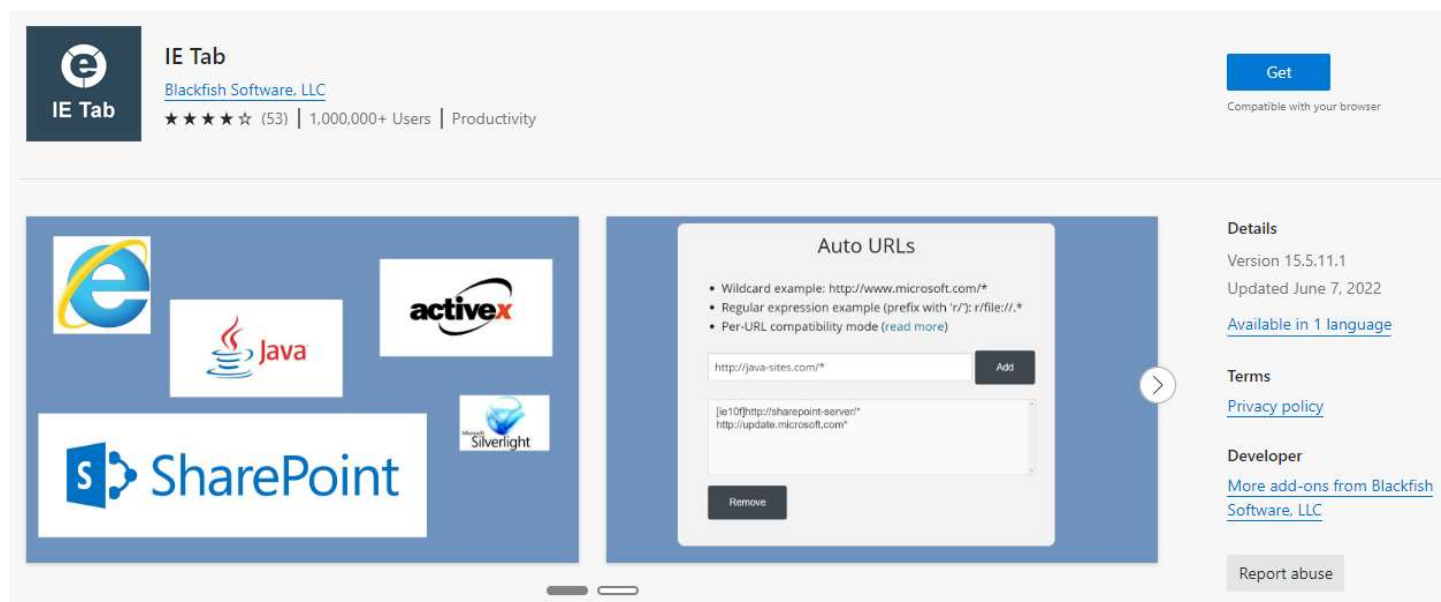 IE Tab
IE Tab
Blackfish Software, LLC
(53) | 1,000,000+ Users | Productivity
Get
Compatible with your browser
Java
activex
Microsoft
Silverlight
S SharePoint
Auto URLs
• Wildcard example: http://www.microsoft.com/*
• Regular expression example (prefix with 'r/'): r/file://.*
• Per-URL compatibility mode (read more)
http://java-sites.com/*
Add
[ie10f]http://sharepoint-server/*
http://update.microsoft.com*
Remove
Details
Version 15.5.11.1
Updated June 7, 2022
Available in 1 language
Terms
Privacy policy
Developer
More add-ons from Blackfish
Software, LLC
Report abuse